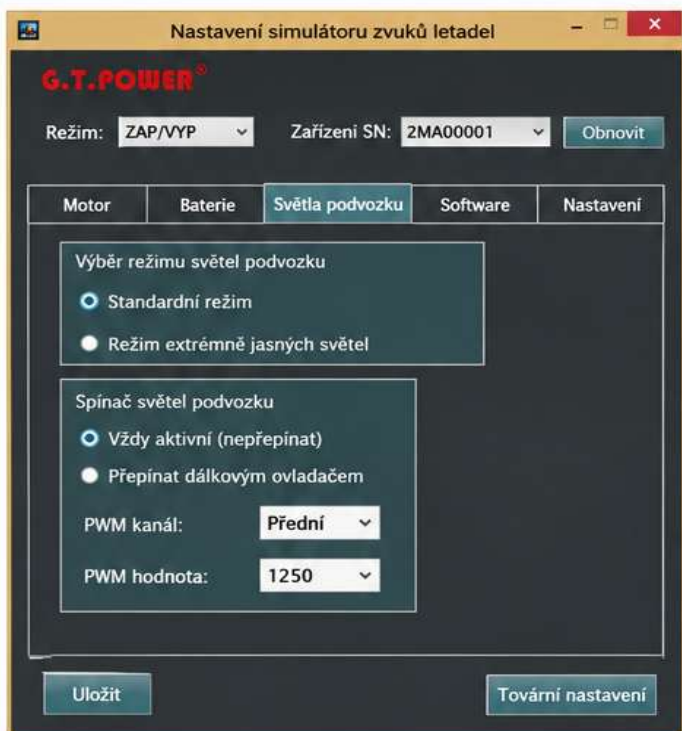 Nastavení simulátoru zvuků letadel
G.T.POWER®
Režim: ZAP/VYP Zařízeni SN: 2MA00001 Obnovit
Motor Baterie Světla podvozku Software Nastavení
Výběr režimu světel podvozku
Standardní režim
Režim extrémně jasných světel
Spínač světel podvozku
Vždy aktivní (nepřepínat)
Přepínat dálkovým ovladačem
PWM kanál: Přední
PWM hodnota: 1250
Uložit Tovární nastavení